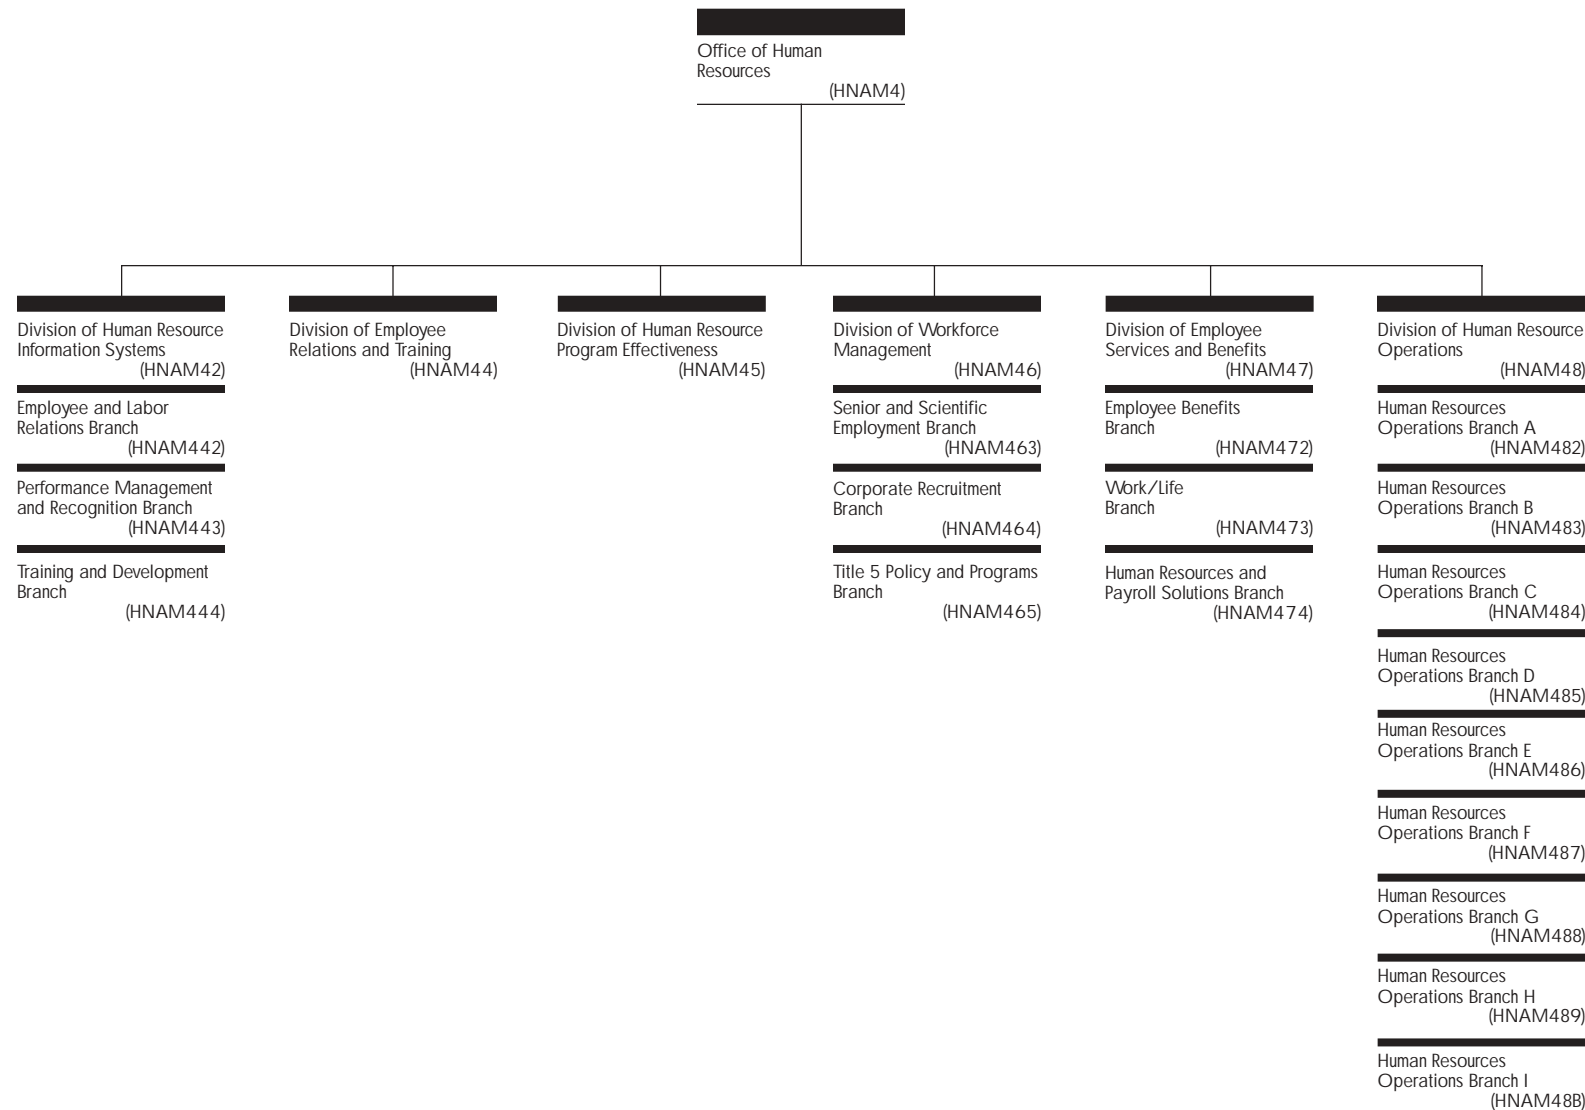 Office of Human
Resources
(HNAM4)
Division of Human Resource
Information Systems
(HNAM42)
Employee and Labor
Relations Branch
(HNAM442)
Performance Management
and Recognition Branch
(HNAM443)
Training and Development
Branch
(HNAM444)
Division of Employee
Relations and Training
(HNAM44)
Division of Human Resource
Program Effectiveness
(HNAM45)
Division of Workforce
Management
(HNAM46)
Senior and Scientific
Employment Branch
(HNAM463)
Corporate Recruitment
Branch
(HNAM464)
Title 5 Policy and Programs
Branch
(HNAM465)
Division of Employee
Services and Benefits
(HNAM47)
Employee Benefits
Branch
(HNAM472)
Work/Life
Branch
(HNAM473)
Human Resources and
Payroll Solutions Branch
(HNAM474)
Division of Human Resource
Operations
(HNAM48)
Human Resources
Operations Branch A
(HNAM482)
Human Resources
Operations Branch B
(HNAM483)
Human Resources
Operations Branch C
(HNAM484)
Human Resources
Operations Branch D
(HNAM485)
Human Resources
Operations Branch E
(HNAM486)
Human Resources
Operations Branch F
(HNAM487)
Human Resources
Operations Branch G
(HNAM488)
Human Resources
Operations Branch H
(HNAM489)
Human Resources
Operations Branch I
(HNAM48B)